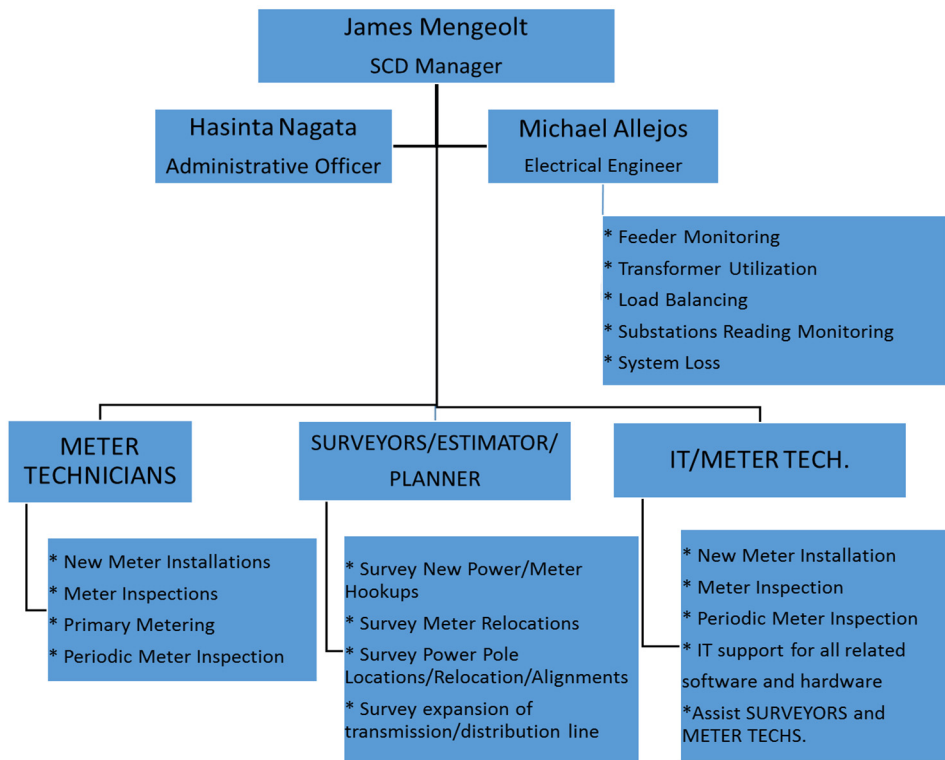 James Mengeolt
SCD Manager
Hasinta Nagata
Administrative Officer
Michael Allejos
Electrical Engineer
* Feeder Monitoring
* Transformer Utilization
* Load Balancing
* Substations Reading Monitoring
* System Loss
METER
TECHNICIANS
* New Meter Installations
* Meter Inspections
* Primary Metering
* Periodic Meter Inspection
SURVEYORS/ESTIMATOR/
PLANNER
* Survey New Power/Meter
Hookups
* Survey Meter Relocations
* Survey Power Pole
Locations/Relocation/Alignments
* Survey expansion of
transmission/distribution line
IT/METER TECH.
* New Meter Installation
* Meter Inspection
* Periodic Meter Inspection
* IT support for all related
software and hardware
*Assist SURVEYORS and
METER TECHS.